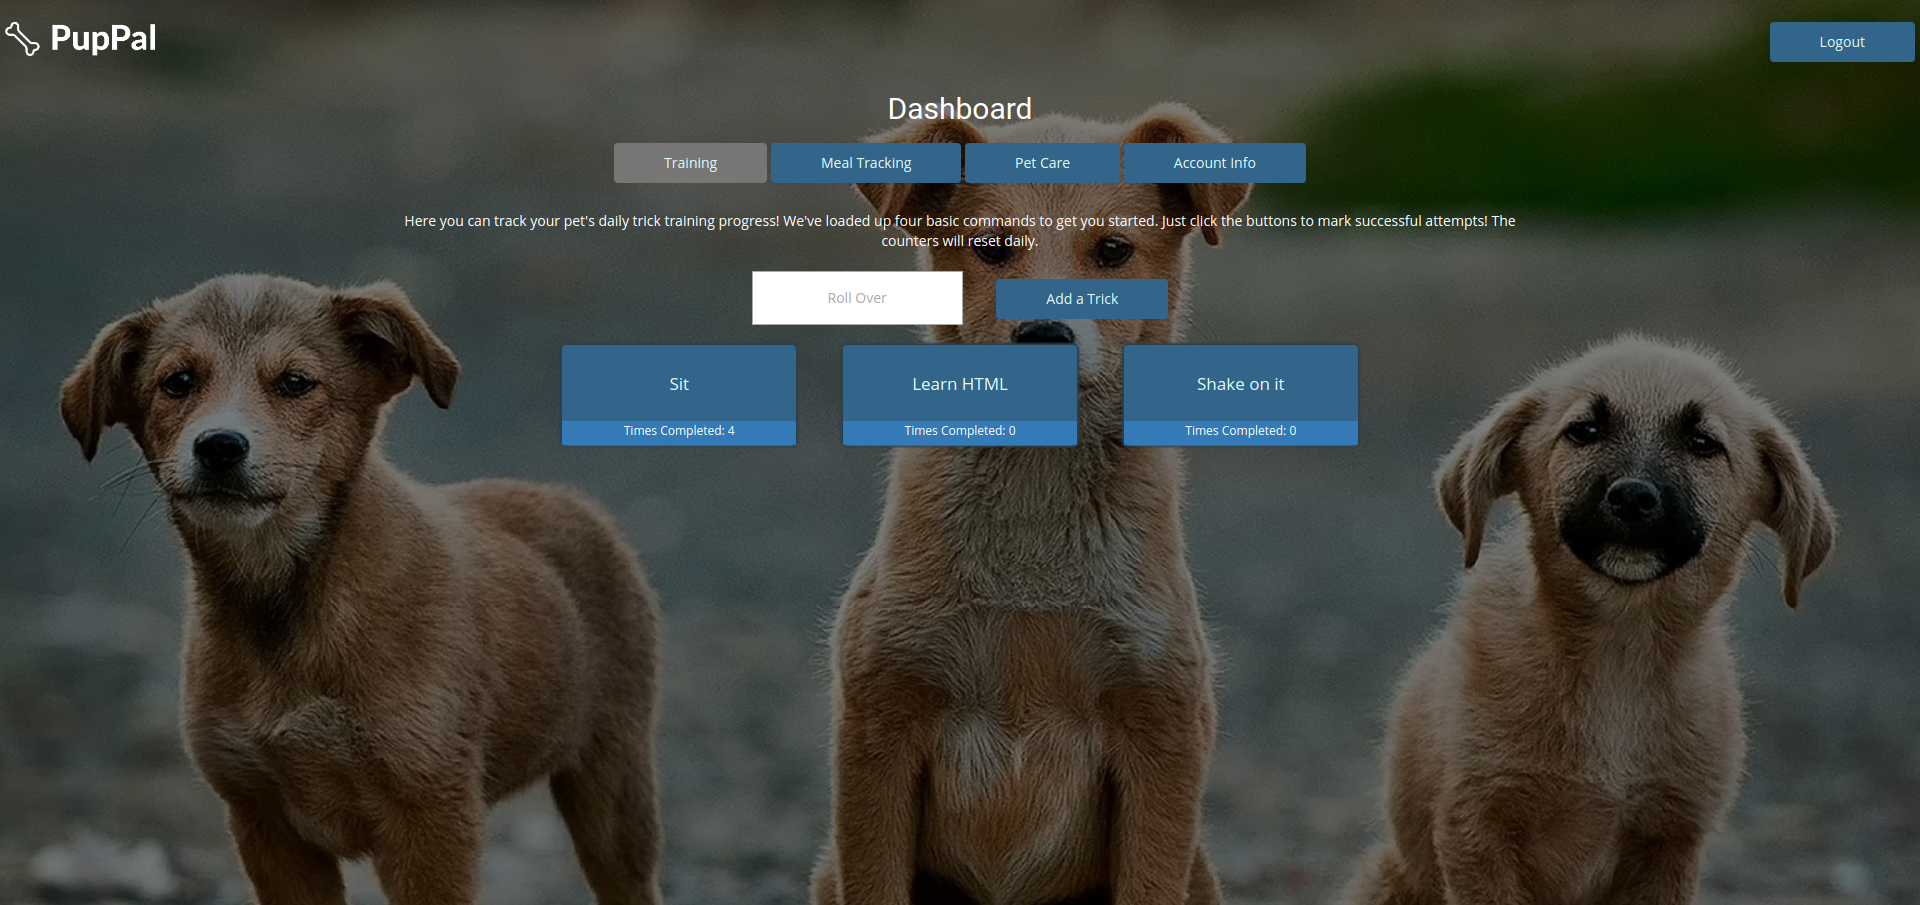 PupPal
Logout
Dashboard
Training
Meal Tracking
Pet Care
Account Info
Here you can track your pet's daily trick training progress! We've loaded up four basic commands to get you started. Just click the buttons to mark successful attempts! The
counters will reset daily.
Roll Over
Add a Trick
Sit
Times Completed: 4
Learn HTML
Times Completed: 0
Shake on it
Times Completed: 0